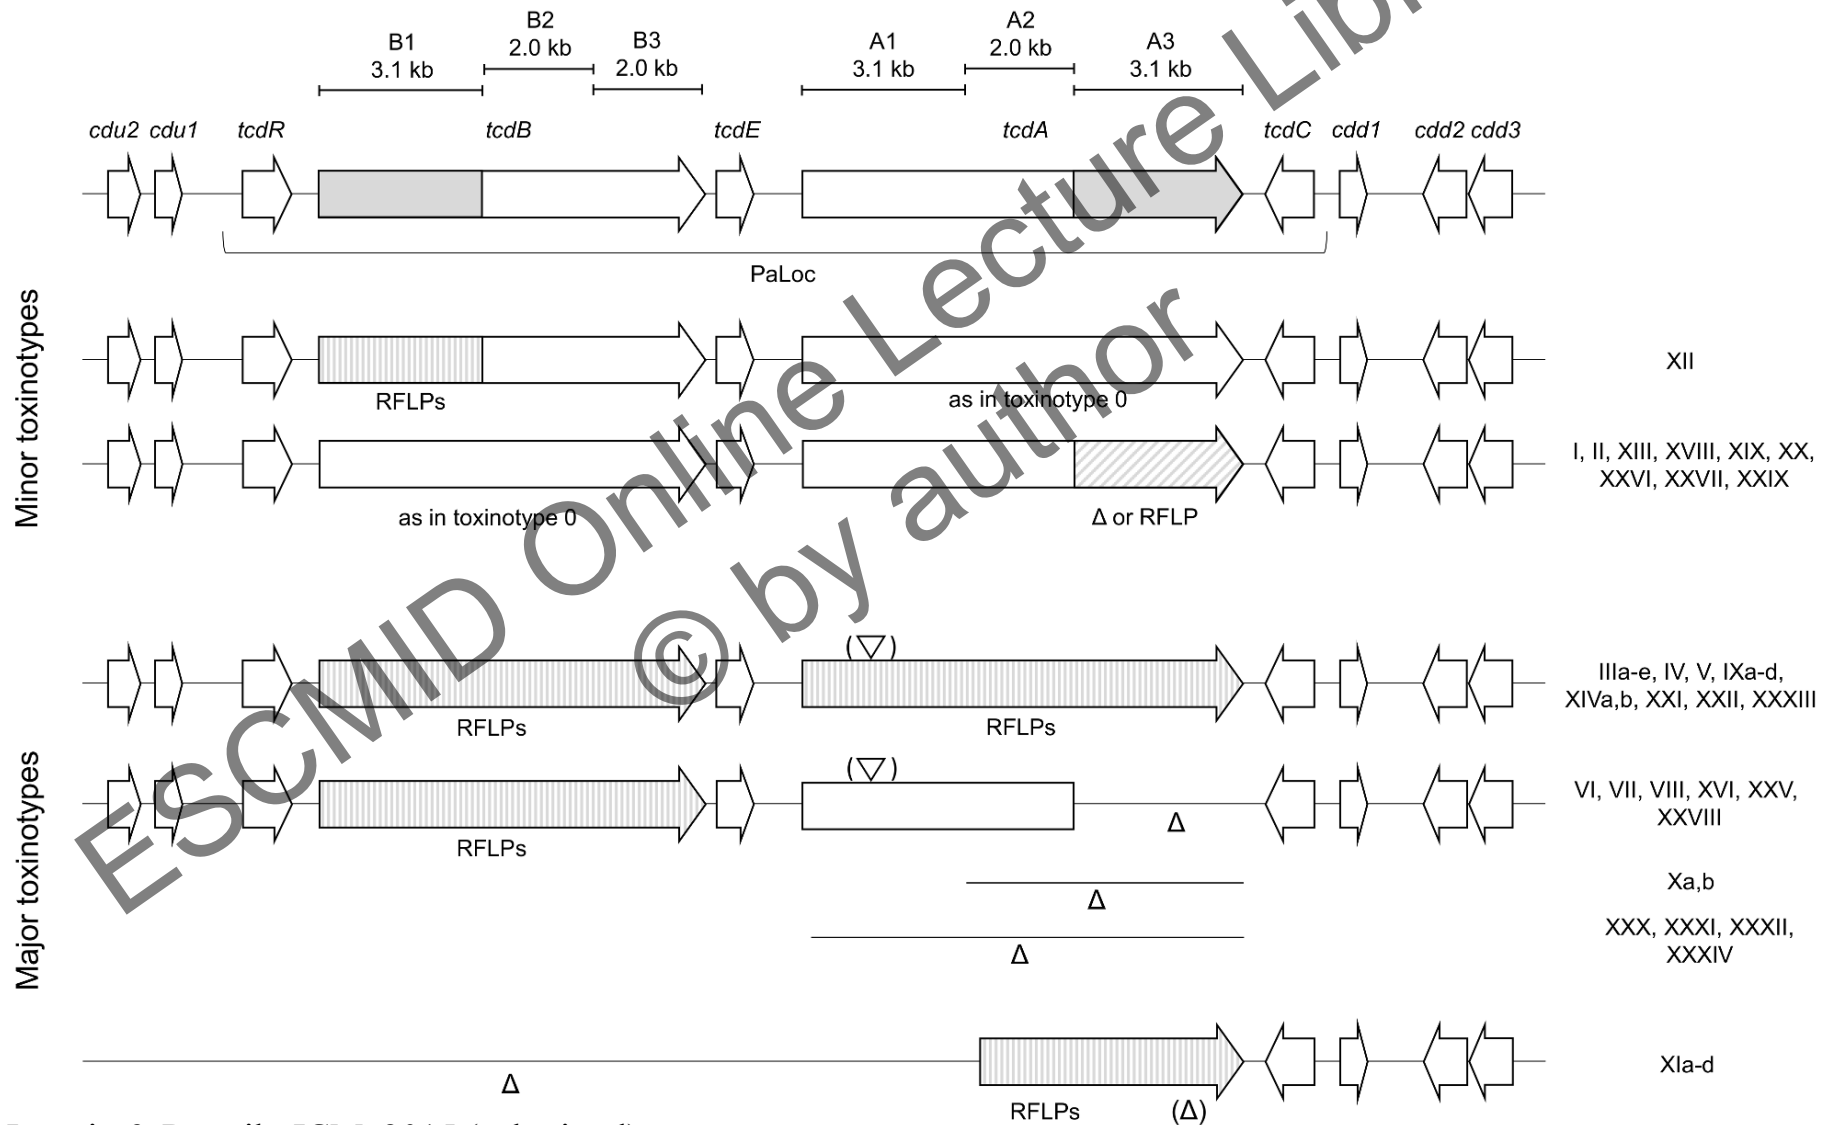 B1 B2 B3 A1 A2 A3
3.1 kb 2.0 kb 2.0 kb 3.1 kb 2.0 kb 3.1 kb
cdu2 cdu1 tcdR tcdB tcdE tcdA tcdC cdd1 cdd2 cdd3
PaLoc
Minor toxinotypes
XII
RFLPs as in toxinotype 0
I, II, XIII, XVIII, XIX, XX,
XXVI, XXVII, XXIX
as in toxinotype 0 Δ or RFLP
Major toxinotypes
(▽)
IIIa-e, IV, V, IXa-d,
XIVa,b, XXI, XXII, XXXIII
RFLPs RFLPs
(▽)
VI, VII, VIII, XVI, XXV,
XXVIII
Δ
RFLPs
Xa,b
Δ
XXX, XXXI, XXXII,
XXXIV
Δ
XIa-d
Δ
RFLPs (Δ)
ESCMID Online Lecture Libr
© by author